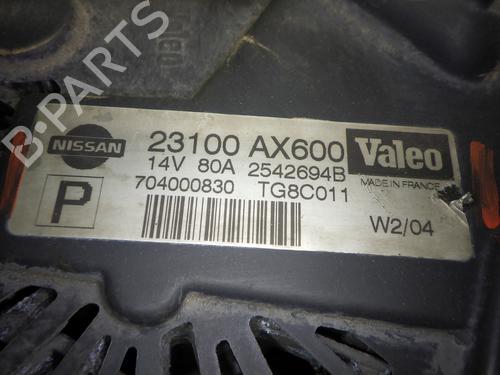 B-PARTS
NISSAN
23100 AX600
Valeo
14V 80A 2542694B
MADE IN FRANCE
P
704000830 TG8C011
W2/04